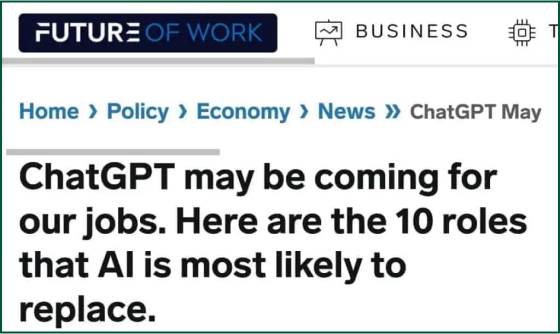 FUTURE OF WORK BUSINESS T
Home › Policy › Economy › News » ChatGPT May
ChatGPT may be coming for
our jobs. Here are the 10 roles
that AI is most likely to
replace.